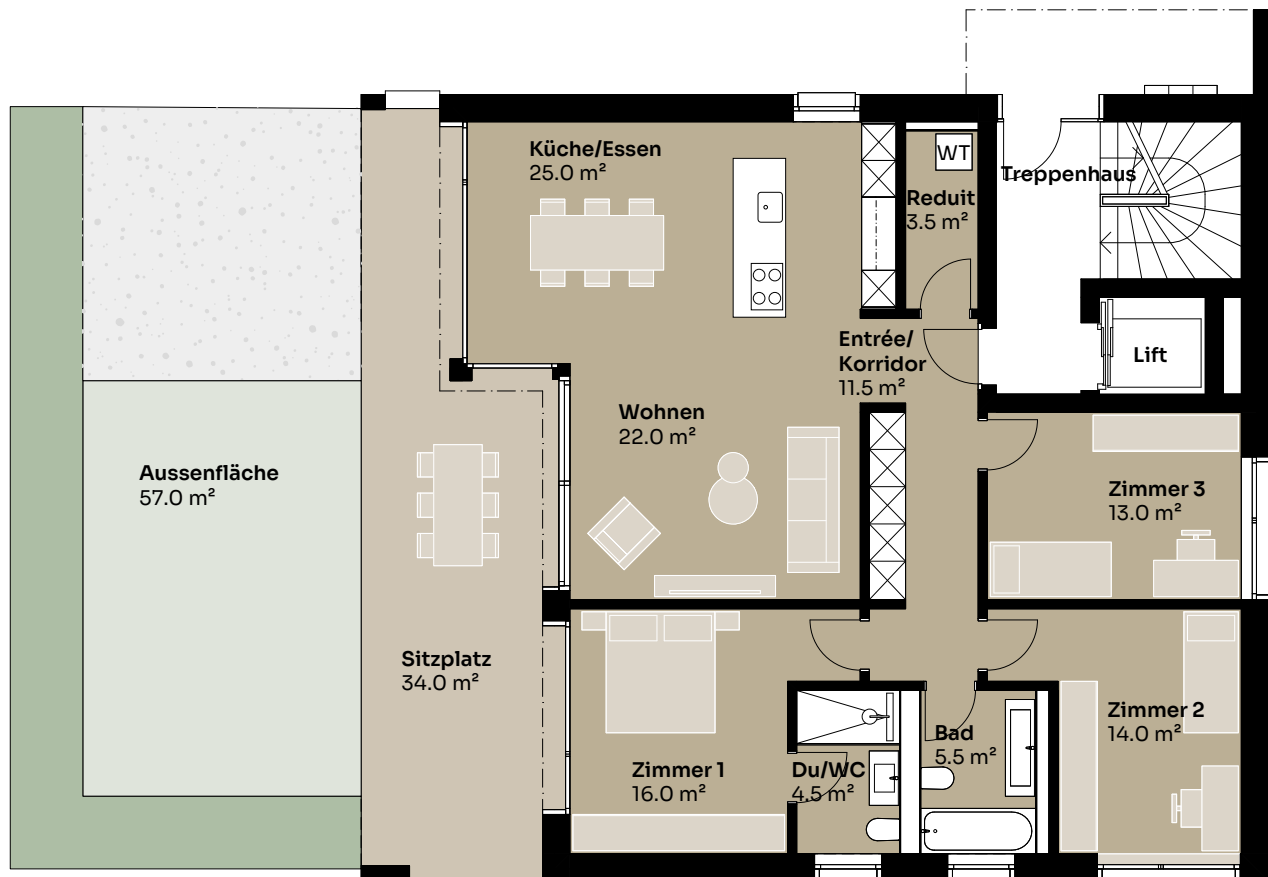 Küche/Essen
25.0 m²
WT
Treppenhaus
Reduit
3.5 m²
Entrée/
Korridor
11.5 m²
Lift
Wohnen
22.0 m²
Aussenfläche
57.0 m²
Zimmer 3
13.0 m²
Sitzplatz
34.0 m²
Zimmer 2
14.0 m²
Bad
5.5 m²
Zimmer 1
16.0 m²
Du/WC
4.5 m²